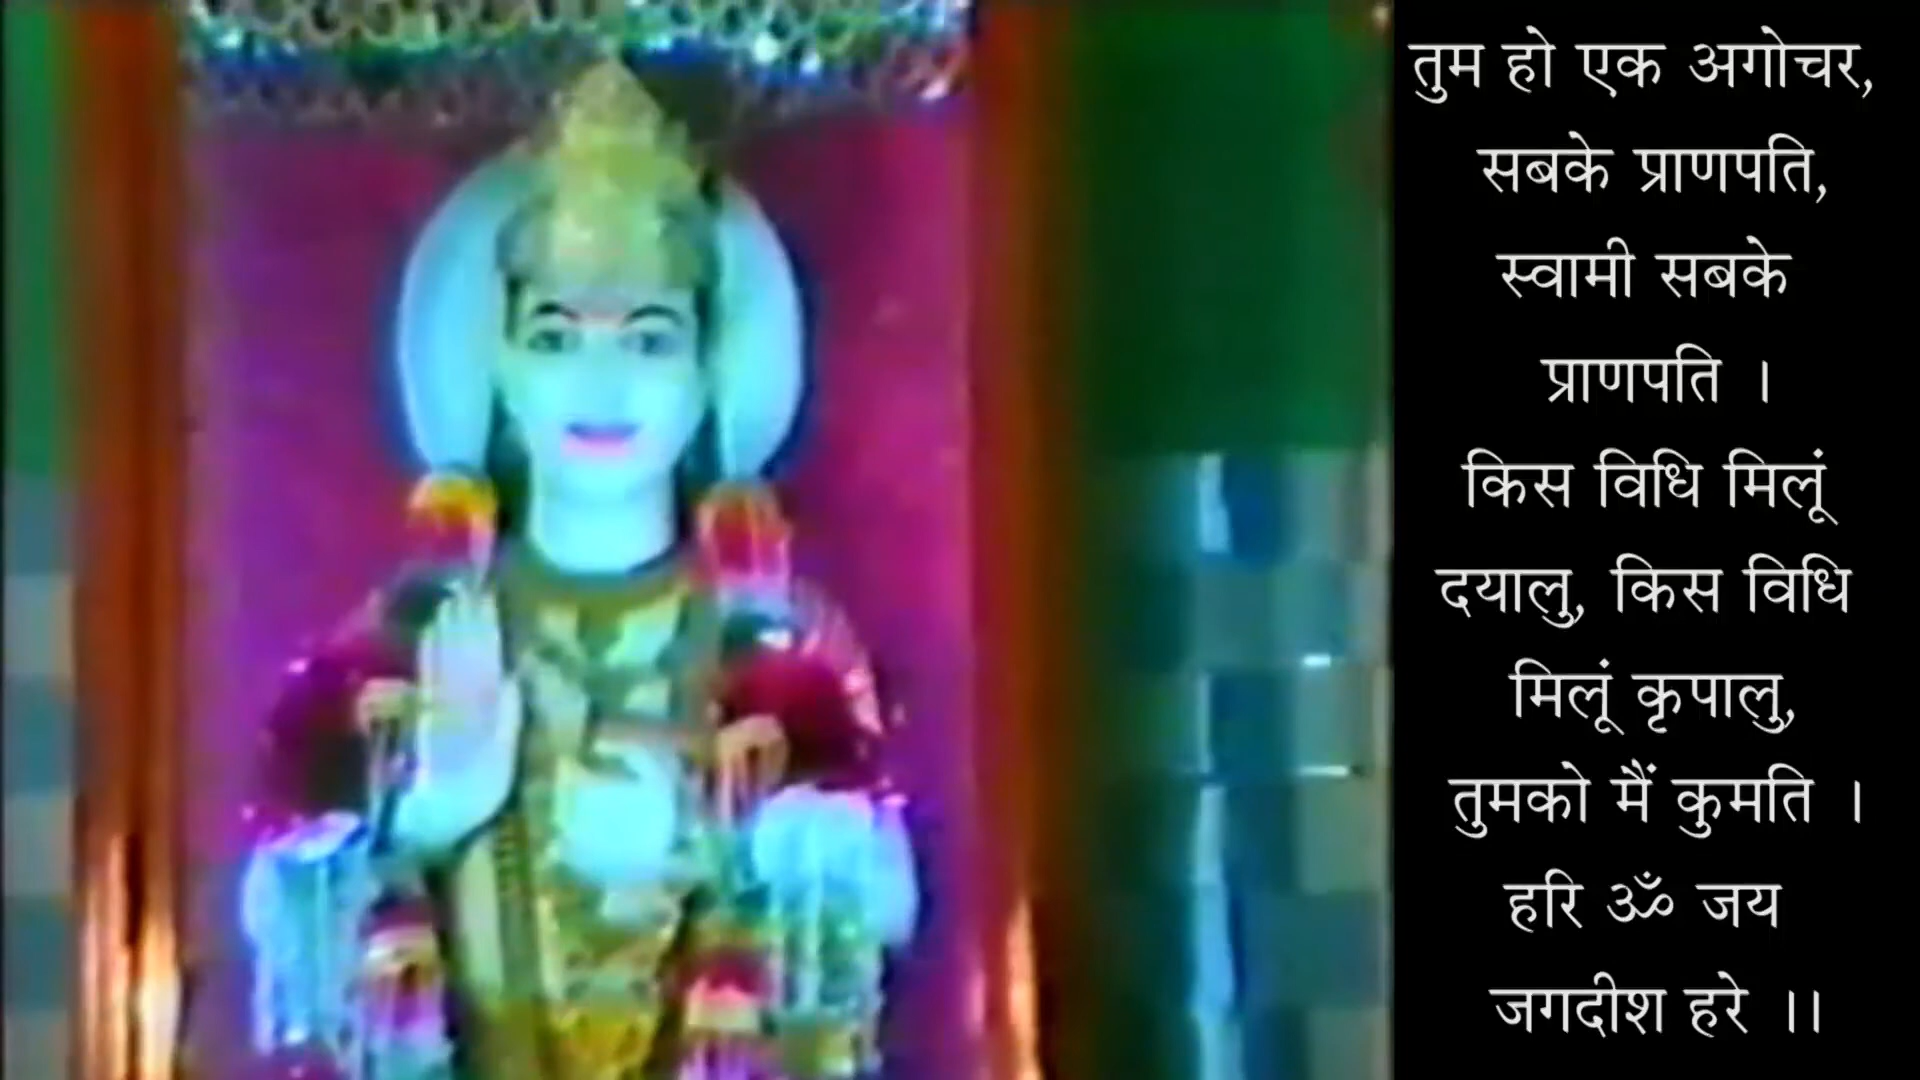 तुम हो एक अगोचर,
सबके प्राणपति,
स्वामी सबके
प्राणपति ।
किस विधि मिलूं
दयालु, किस विधि
मिलूं कृपालु,
तुमको मैं कुमति ।
हरि ॐ जय
जगदीश हरे ।।